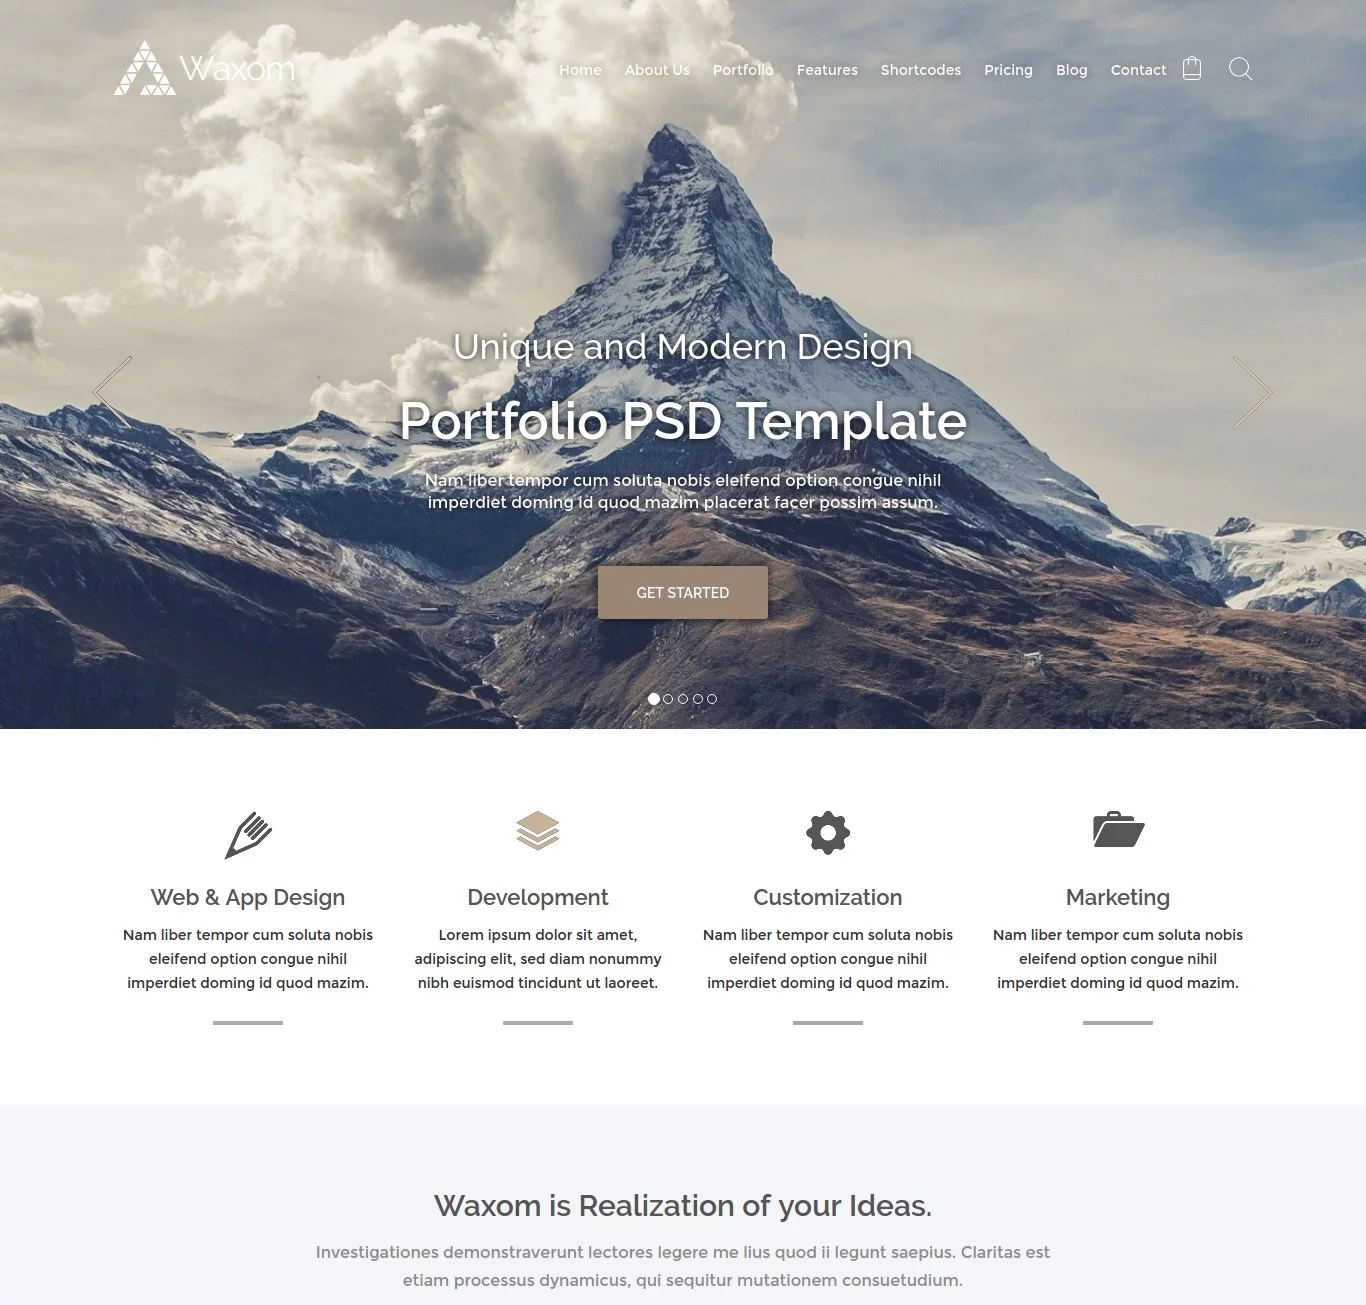 Waxom
Home About Us Portfolio Features Shortcodes Pricing Blog Contact
Unique and Modern Design
Portfolio PSD Template
Nam liber tempor cum soluta nobis eleifend option congue nihil
imperdiet doming id quod mazim placerat facer possim assum.
GET STARTED
Web & App Design
Nam liber tempor cum soluta nobis
eleifend option congue nihil
imperdiet doming id quod mazim.
Development
Lorem ipsum dolor sit amet,
adipiscing elit, sed diam nonummy
nibh euismod tincidunt ut laoreet.
Customization
Nam liber tempor cum soluta nobis
eleifend option congue nihil
imperdiet doming id quod mazim.
Marketing
Nam liber tempor cum soluta nobis
eleifend option congue nihil
imperdiet doming id quod mazim.
Waxom is Realization of your Ideas.
Investigationes demonstraverunt lectores legere me lius quod ii legunt saepius. Claritas est
etiam processus dynamicus, qui sequitur mutationem consuetudium.